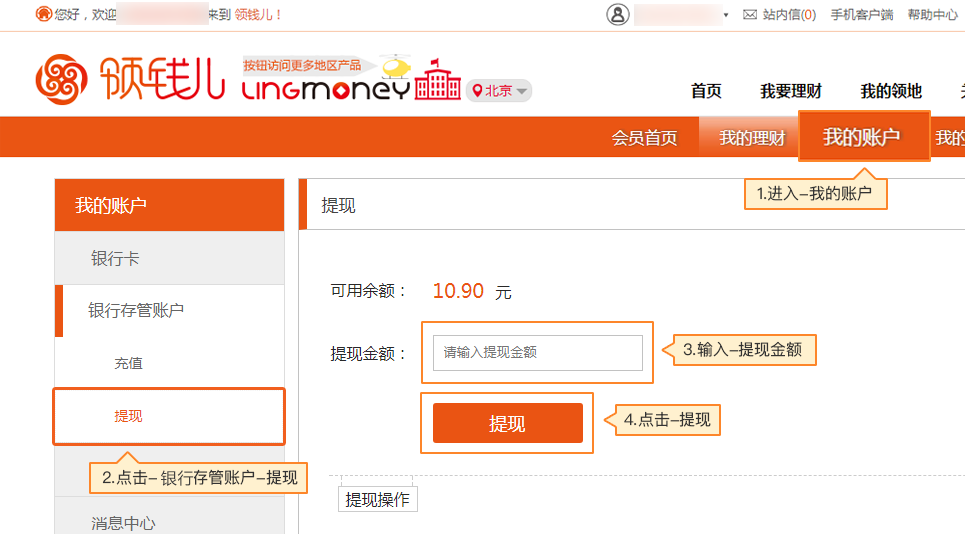 您好，欢迎 来到 领钱儿！
站内信(0) 手机客户端 帮助中心
领钱儿
按钮访问更多地区产品
LINGmoney
北京
首页 我要理财 我的领地
会员首页 我的理财 我的账户 我的
1.进入–我的账户
我的账户
提现
银行卡
银行存管账户
可用余额： 10.90 元
充值
提现金额： 请输入提现金额
3.输入–提现金额
提现
提现
4.点击–提现
2.点击– 银行存管账户–提现
提现操作
消息中心